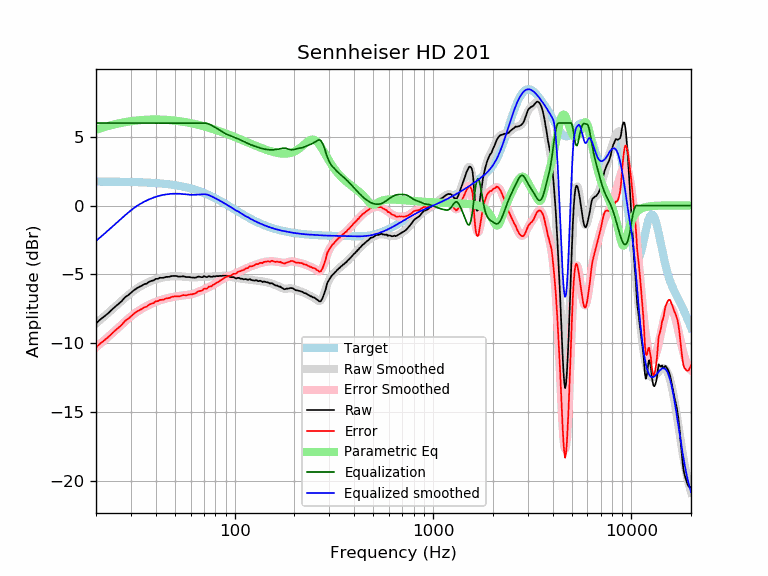 Sennheiser HD 201
Amplitude (dBr)
5
0
−5
−10
−15
−20
Target
Raw Smoothed
Error Smoothed
Raw
Error
Parametric Eq
Equalization
Equalized smoothed
100
1000
10000
Frequency (Hz)